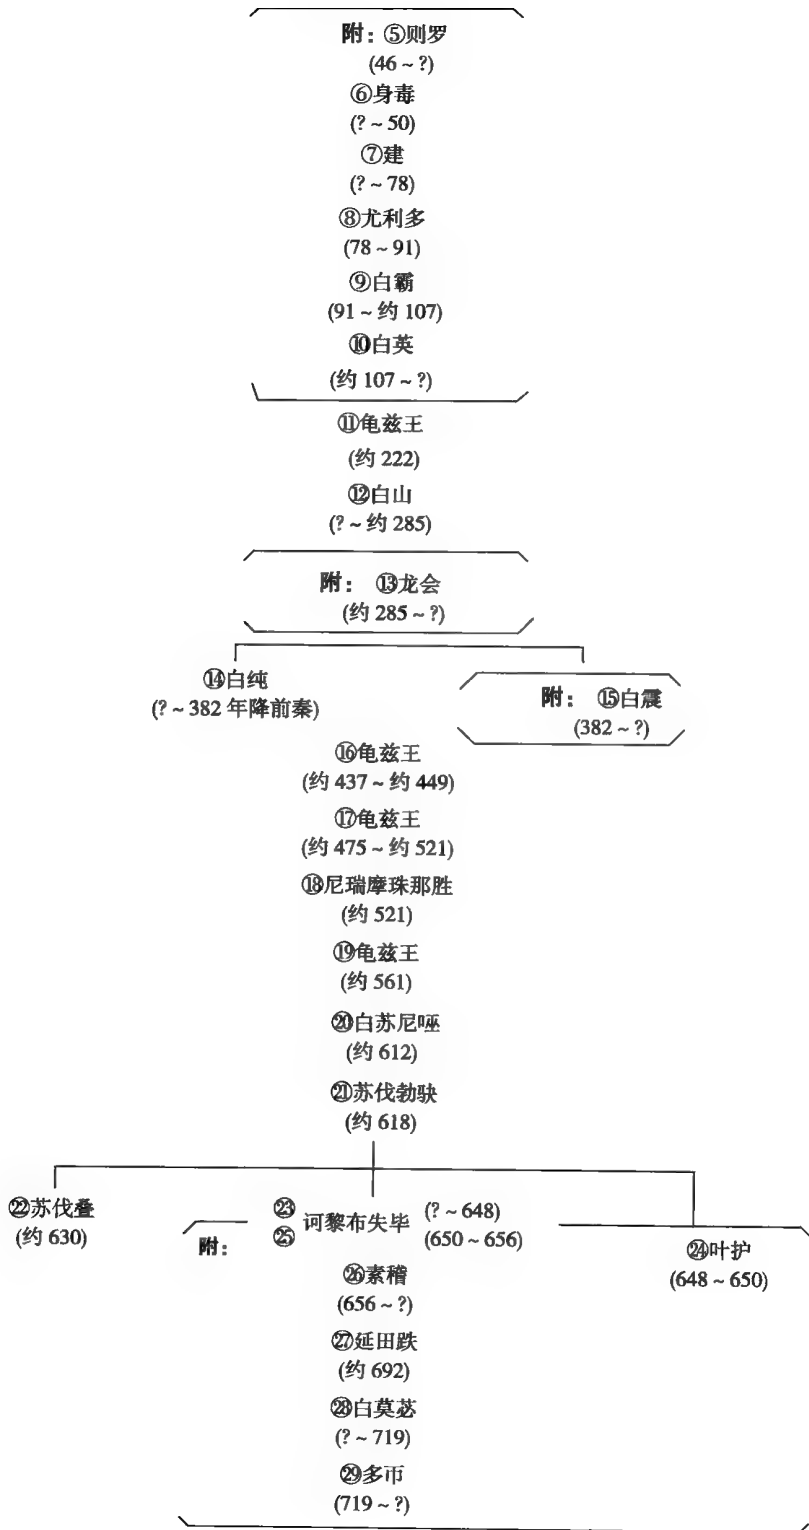 附：⑤则罗
(46～?)
⑥身毒
(?～50)
⑦建
(?～78)
⑧尤利多
(78～91)
⑨白霸
(91～约107)
⑩白英
(约107～?)
⑪龟兹王
(约222)
⑫白山
(?～约285)
附：⑬龙会
(约285～?)
⑭白纯
(?～382年降前秦)
附：⑮白震
(382～?)
⑯龟兹王
(约437～约449)
⑰龟兹王
(约475～约521)
⑱尼瑞摩珠那胜
(约521)
⑲龟兹王
(约561)
⑳白苏尼咥
(约612)
㉑苏伐勃𫘝
(约618)
㉒苏伐叠
(约630)
附：
㉓
㉕
诃黎布失毕
(?～648)
(650～656)
㉔叶护
(648～650)
㉖素稽
(656～?)
㉗延田跌
(约692)
㉘白莫苾
(?～719)
㉙多帀
(719～?)